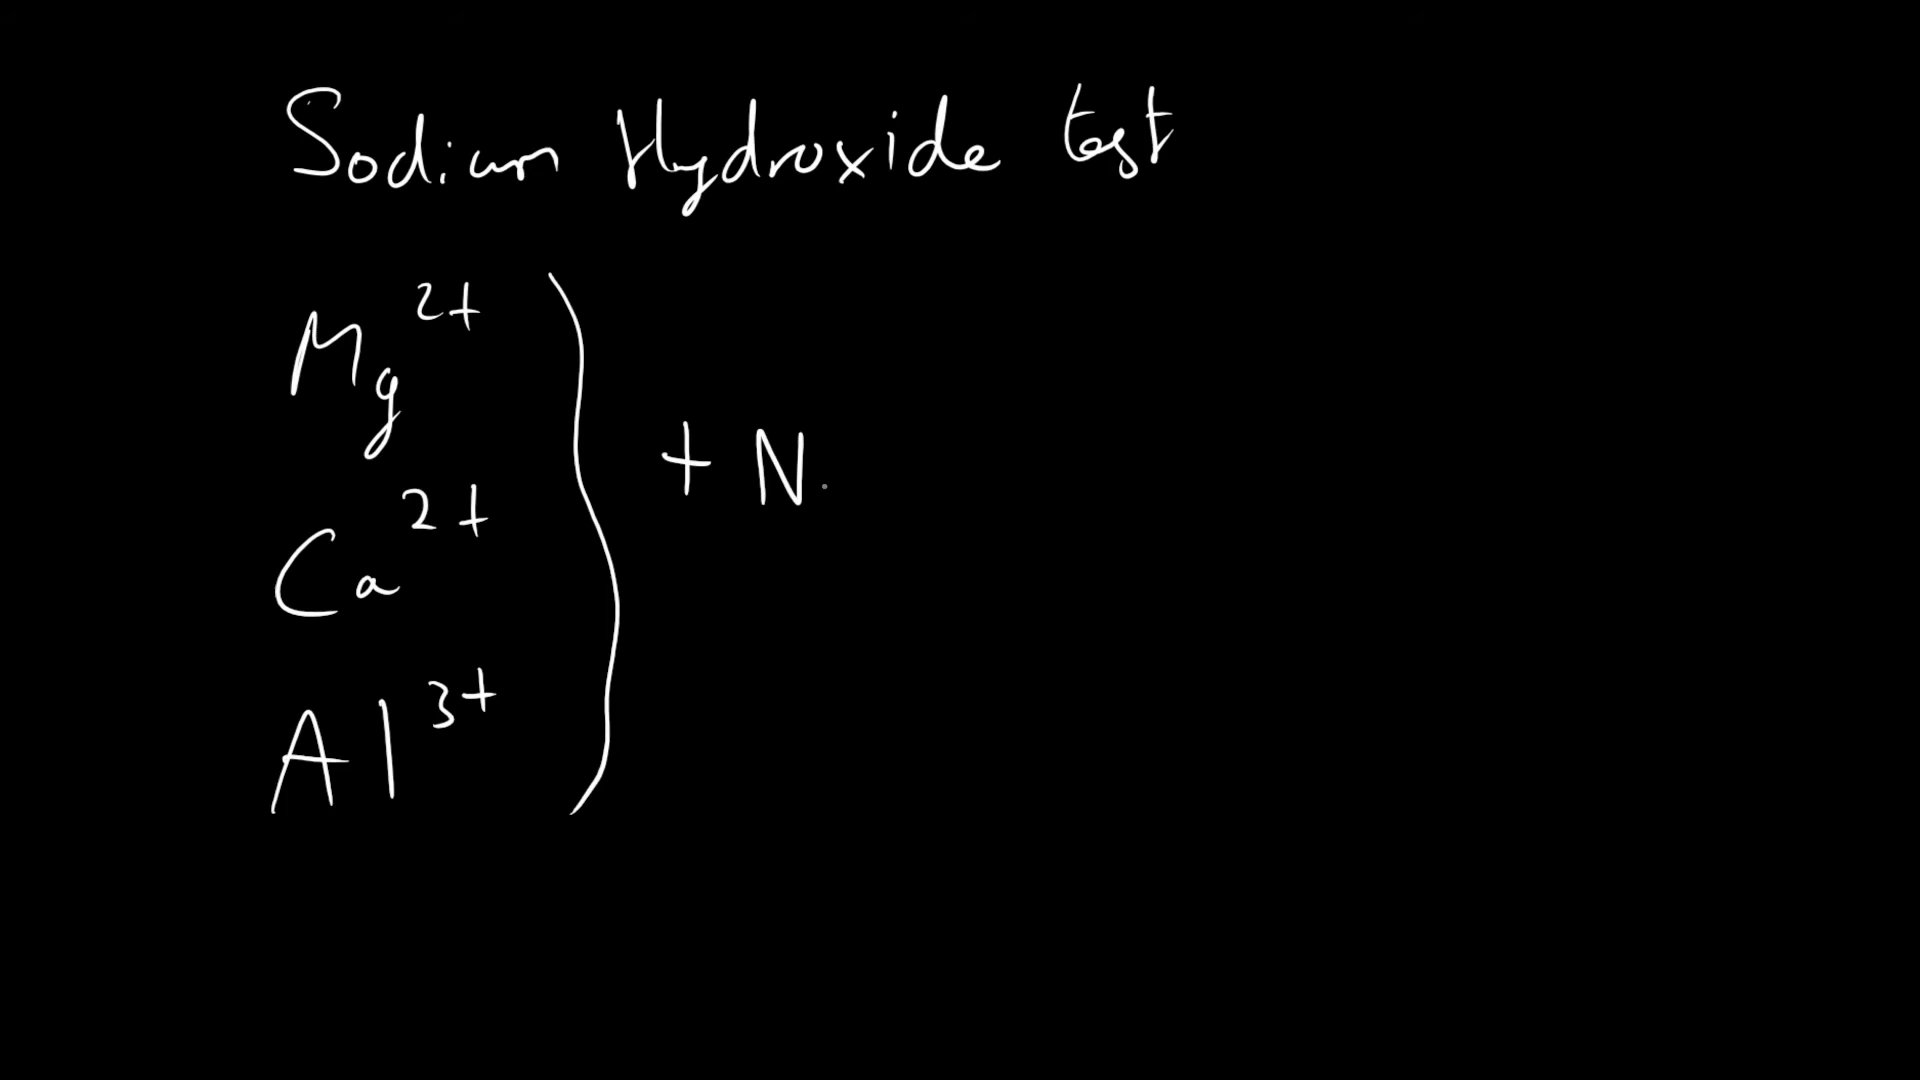 Sodium Hydroxide test
Mg²⁺
+ N
Ca²⁺
Al³⁺